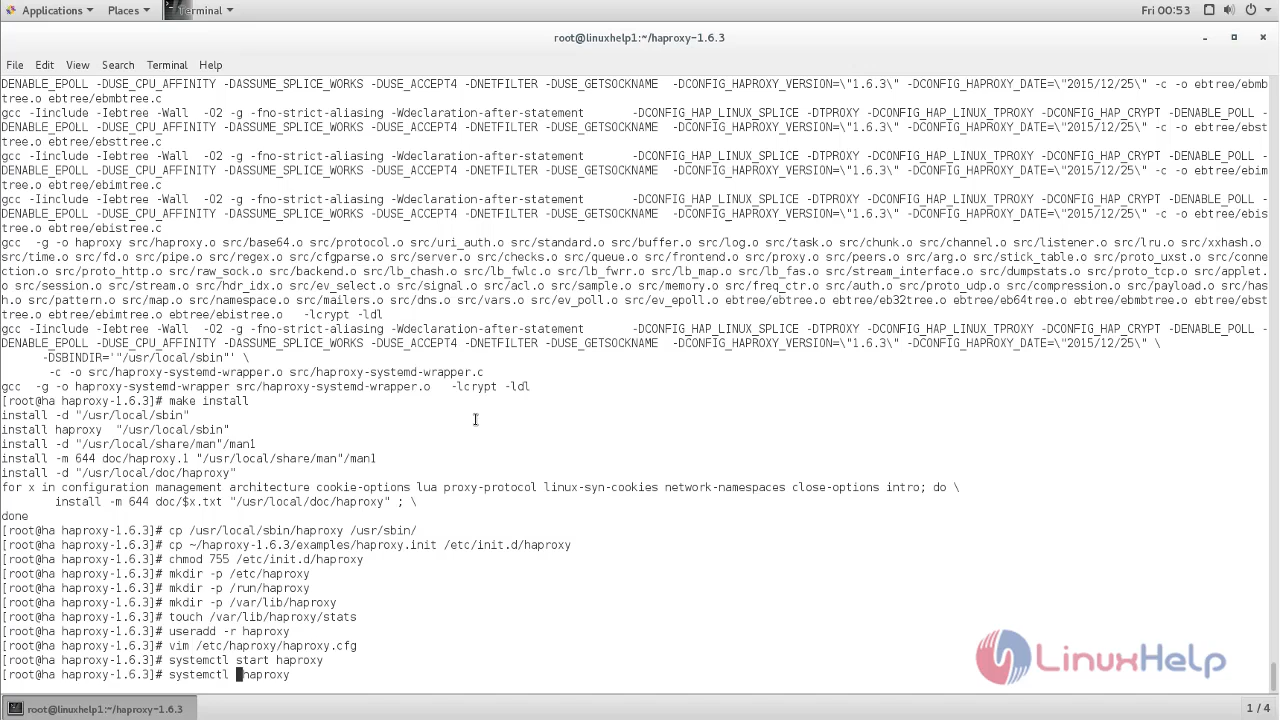 Applications Places Terminal Fri 00:53
root@linuxhelp1:~/haproxy-1.6.3
File Edit View Search Terminal Help
DENABLE_EPOLL -DUSE_CPU_AFFINITY -DASSUME_SPLICE_WORKS -DUSE_ACCEPT4 -DNETFILTER -DUSE_GETSOCKNAME  -DCONFIG_HAPROXY_VERSION=\"1.6.3\" -DCONFIG_HAPROXY_DATE=\"2015/12/25\" -c -o ebtree/ebmb
tree.o ebtree/ebmbtree.c
gcc -Iinclude -Iebtree -Wall  -O2 -g -fno-strict-aliasing -Wdeclaration-after-statement       -DCONFIG_HAP_LINUX_SPLICE -DTPROXY -DCONFIG_HAP_LINUX_TPROXY -DCONFIG_HAP_CRYPT -DENABLE_POLL -
DENABLE_EPOLL -DUSE_CPU_AFFINITY -DASSUME_SPLICE_WORKS -DUSE_ACCEPT4 -DNETFILTER -DUSE_GETSOCKNAME  -DCONFIG_HAPROXY_VERSION=\"1.6.3\" -DCONFIG_HAPROXY_DATE=\"2015/12/25\" -c -o ebtree/ebst
tree.o ebtree/ebsttree.c
gcc -Iinclude -Iebtree -Wall  -O2 -g -fno-strict-aliasing -Wdeclaration-after-statement       -DCONFIG_HAP_LINUX_SPLICE -DTPROXY -DCONFIG_HAP_LINUX_TPROXY -DCONFIG_HAP_CRYPT -DENABLE_POLL -
DENABLE_EPOLL -DUSE_CPU_AFFINITY -DASSUME_SPLICE_WORKS -DUSE_ACCEPT4 -DNETFILTER -DUSE_GETSOCKNAME  -DCONFIG_HAPROXY_VERSION=\"1.6.3\" -DCONFIG_HAPROXY_DATE=\"2015/12/25\" -c -o ebtree/ebim
tree.o ebtree/ebimtree.c
gcc -Iinclude -Iebtree -Wall  -O2 -g -fno-strict-aliasing -Wdeclaration-after-statement       -DCONFIG_HAP_LINUX_SPLICE -DTPROXY -DCONFIG_HAP_LINUX_TPROXY -DCONFIG_HAP_CRYPT -DENABLE_POLL -
DENABLE_EPOLL -DUSE_CPU_AFFINITY -DASSUME_SPLICE_WORKS -DUSE_ACCEPT4 -DNETFILTER -DUSE_GETSOCKNAME  -DCONFIG_HAPROXY_VERSION=\"1.6.3\" -DCONFIG_HAPROXY_DATE=\"2015/12/25\" -c -o ebtree/ebis
tree.o ebtree/ebistree.c
gcc  -g -o haproxy src/haproxy.o src/base64.o src/protocol.o src/uri_auth.o src/standard.o src/buffer.o src/log.o src/task.o src/chunk.o src/channel.o src/listener.o src/lru.o src/xxhash.o
src/time.o src/fd.o src/pipe.o src/regex.o src/cfgparse.o src/server.o src/checks.o src/queue.o src/frontend.o src/proxy.o src/peers.o src/arg.o src/stick_table.o src/proto_uxst.o src/conne
ction.o src/proto_http.o src/raw_sock.o src/backend.o src/lb_chash.o src/lb_fwlc.o src/lb_fwrr.o src/lb_map.o src/lb_fas.o src/stream_interface.o src/dumpstats.o src/proto_tcp.o src/applet.
o src/session.o src/stream.o src/hdr_idx.o src/ev_select.o src/signal.o src/acl.o src/sample.o src/memory.o src/freq_ctr.o src/auth.o src/proto_udp.o src/compression.o src/payload.o src/has
h.o src/pattern.o src/map.o src/namespace.o src/mailers.o src/dns.o src/vars.o src/ev_poll.o src/ev_epoll.o ebtree/ebtree.o ebtree/eb32tree.o ebtree/eb64tree.o ebtree/ebmbtree.o ebtree/ebst
tree.o ebtree/ebimtree.o ebtree/ebistree.o   -lcrypt -ldl
gcc -Iinclude -Iebtree -Wall  -O2 -g -fno-strict-aliasing -Wdeclaration-after-statement       -DCONFIG_HAP_LINUX_SPLICE -DTPROXY -DCONFIG_HAP_LINUX_TPROXY -DCONFIG_HAP_CRYPT -DENABLE_POLL -
DENABLE_EPOLL -DUSE_CPU_AFFINITY -DASSUME_SPLICE_WORKS -DUSE_ACCEPT4 -DNETFILTER -DUSE_GETSOCKNAME  -DCONFIG_HAPROXY_VERSION=\"1.6.3\" -DCONFIG_HAPROXY_DATE=\"2015/12/25\" \
      -DSBINDIR='"/usr/local/sbin"' \
       -c -o src/haproxy-systemd-wrapper.o src/haproxy-systemd-wrapper.c
gcc  -g -o haproxy-systemd-wrapper src/haproxy-systemd-wrapper.o   -lcrypt -ldl
[root@ha haproxy-1.6.3]# make install
install -d "/usr/local/sbin"
install haproxy  "/usr/local/sbin"
install -d "/usr/local/share/man"/man1
install -m 644 doc/haproxy.1 "/usr/local/share/man"/man1
install -d "/usr/local/doc/haproxy"
for x in configuration management architecture cookie-options lua proxy-protocol linux-syn-cookies network-namespaces close-options intro; do \
        install -m 644 doc/$x.txt "/usr/local/doc/haproxy" ; \
done
[root@ha haproxy-1.6.3]# cp /usr/local/sbin/haproxy /usr/sbin/
[root@ha haproxy-1.6.3]# cp ~/haproxy-1.6.3/examples/haproxy.init /etc/init.d/haproxy
[root@ha haproxy-1.6.3]# chmod 755 /etc/init.d/haproxy
[root@ha haproxy-1.6.3]# mkdir -p /etc/haproxy
[root@ha haproxy-1.6.3]# mkdir -p /run/haproxy
[root@ha haproxy-1.6.3]# mkdir -p /var/lib/haproxy
[root@ha haproxy-1.6.3]# touch /var/lib/haproxy/stats
[root@ha haproxy-1.6.3]# useradd -r haproxy
[root@ha haproxy-1.6.3]# vim /etc/haproxy/haproxy.cfg
[root@ha haproxy-1.6.3]# systemctl start haproxy
[root@ha haproxy-1.6.3]# systemctl haproxy
LinuxHelp
root@linuxhelp1:~/haproxy-1.6.3 1 / 4